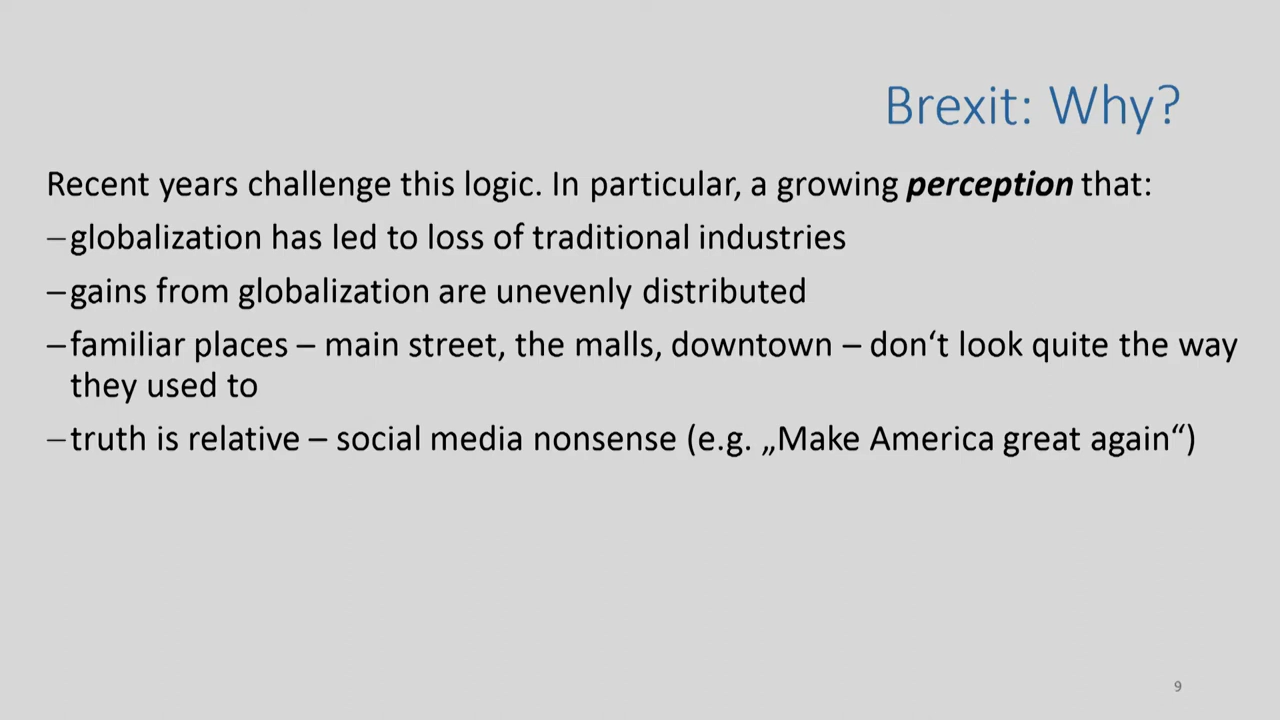 Brexit: Why?
Recent years challenge this logic. In particular, a growing perception that:
–globalization has led to loss of traditional industries
–gains from globalization are unevenly distributed
–familiar places – main street, the malls, downtown – don‘t look quite the way
they used to
–truth is relative – social media nonsense (e.g. „Make America great again“)
9